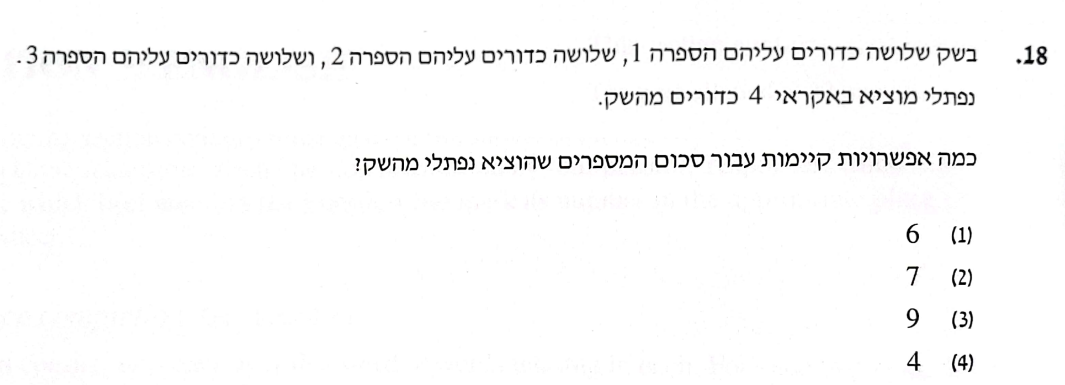 18. בשק שלושה כדורים עליהם הספרה 1, שלושה כדורים עליהם הספרה 2, ושלושה כדורים עליהם הספרה 3.
נפתלי מוציא באקראי 4 כדורים מהשק.
כמה אפשרויות קיימות עבור סכום המספרים שהוציא נפתלי מהשק?
(1) 6
(2) 7
(3) 9
(4) 4